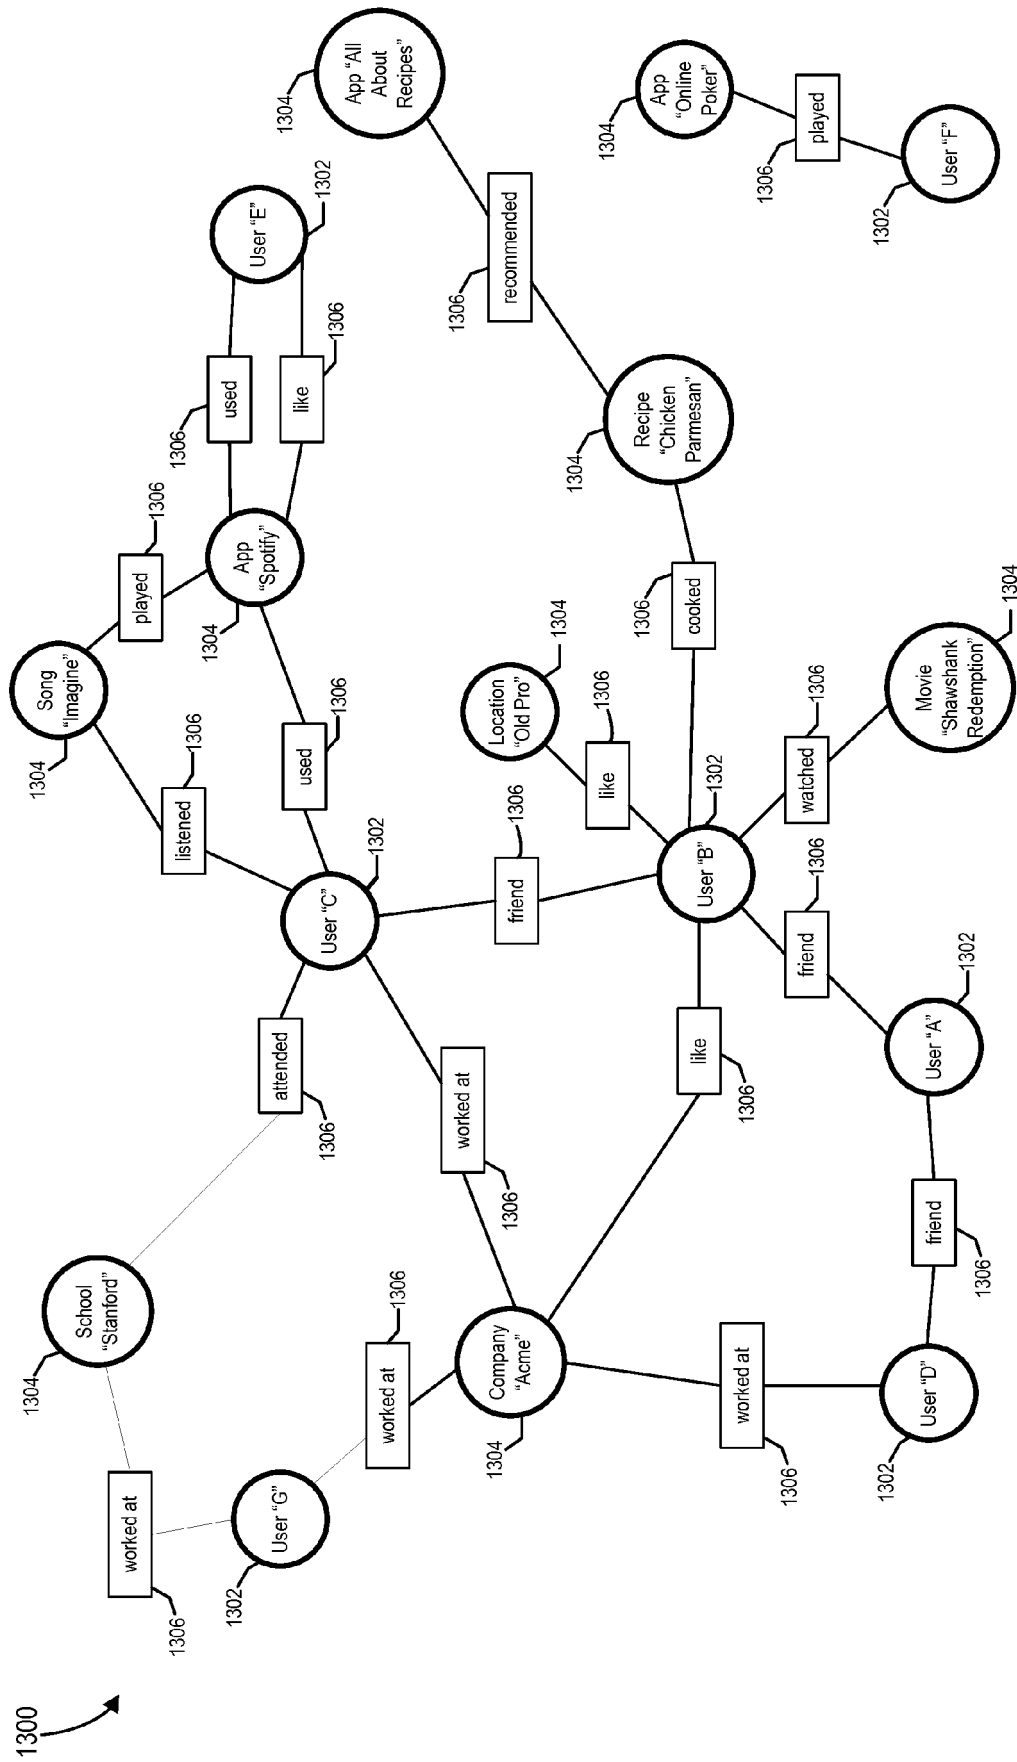 1300
1304
School
"Stanford"
1306
worked at
1302
User "G"
1306
worked at
1304
Company
"Acme"
1306
attended
1306
worked at
1302
User "C"
1306
listened
1304
Song
"Imagine"
1306
played
1306
used
1304
App
"Spotify"
1306
used
1306
like
1302
User "E"
1306
friend
1304
Location
"Old Pro"
1306
like
1302
User "B"
1306
like
1306
worked at
1302
User "D"
1306
friend
1302
User "A"
1306
friend
1306
watched
1304
Movie
"Shawshank
Redemption"
1306
cooked
1304
Recipe
"Chicken
Parmesan"
1306
recommended
1304
App "All
About
Recipes"
1304
App
"Online
Poker"
1306
played
1302
User "F"